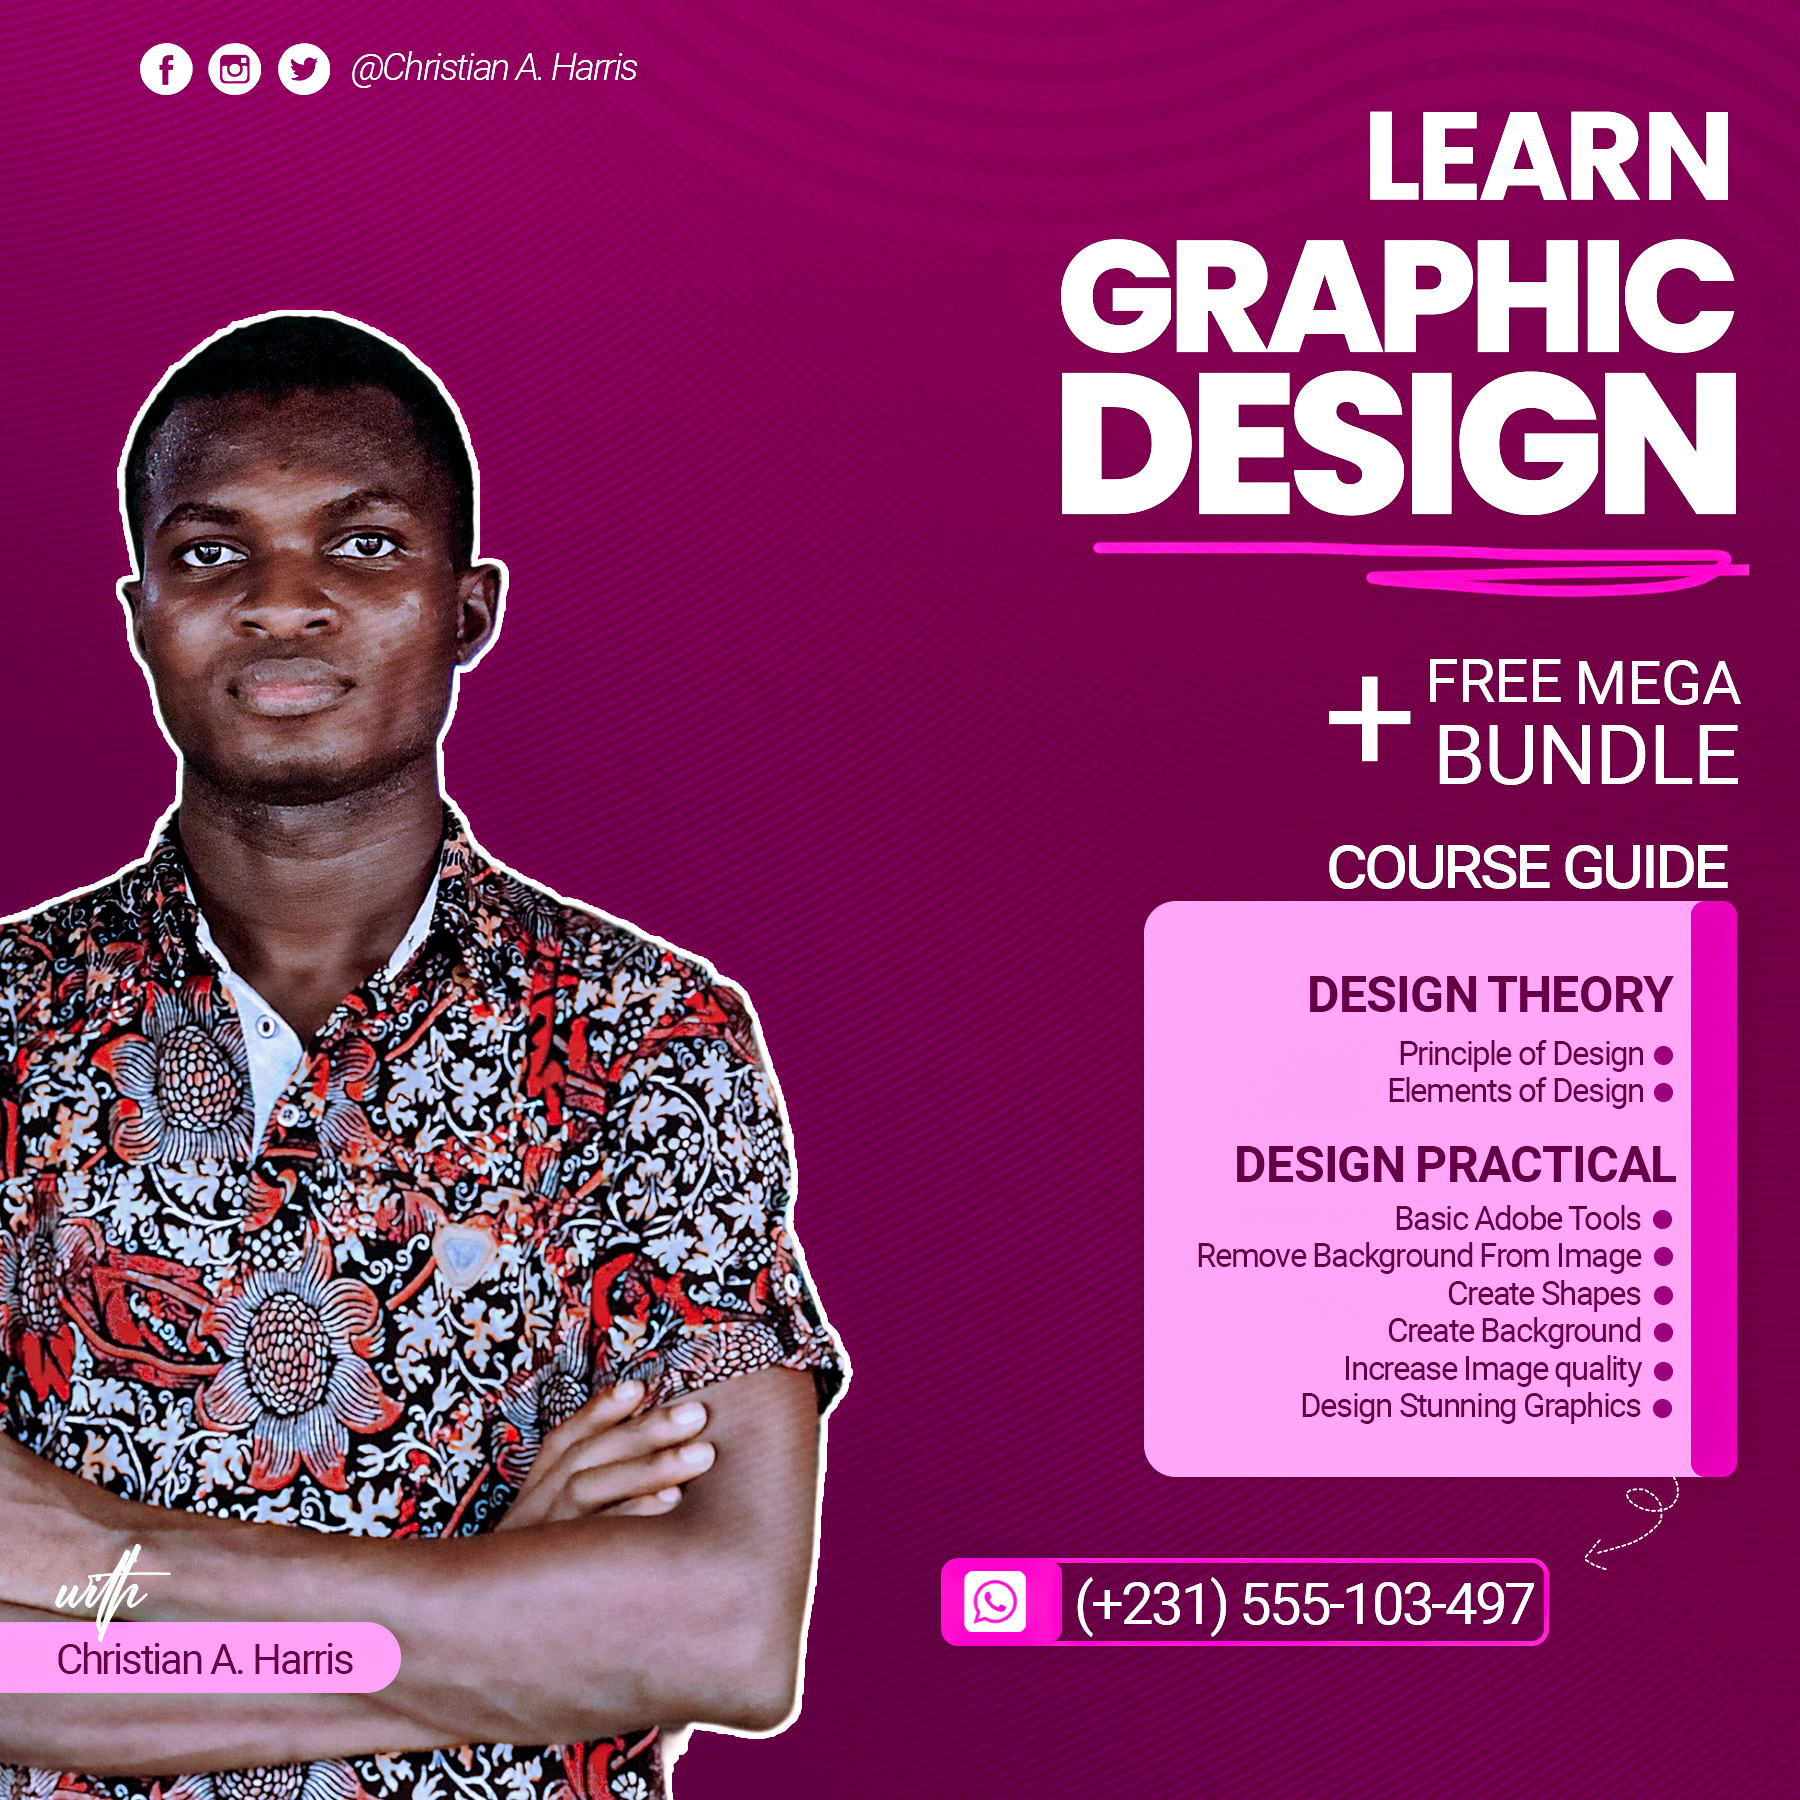 @Christian A. Harris
LEARN
GRAPHIC
DESIGN
+ FREE MEGA
BUNDLE
COURSE GUIDE
DESIGN THEORY
Principle of Design
Elements of Design
DESIGN PRACTICAL
Basic Adobe Tools
Remove Background From Image
Create Shapes
Create Background
Increase Image quality
Design Stunning Graphics
(+231) 555-103-497
with
Christian A. Harris